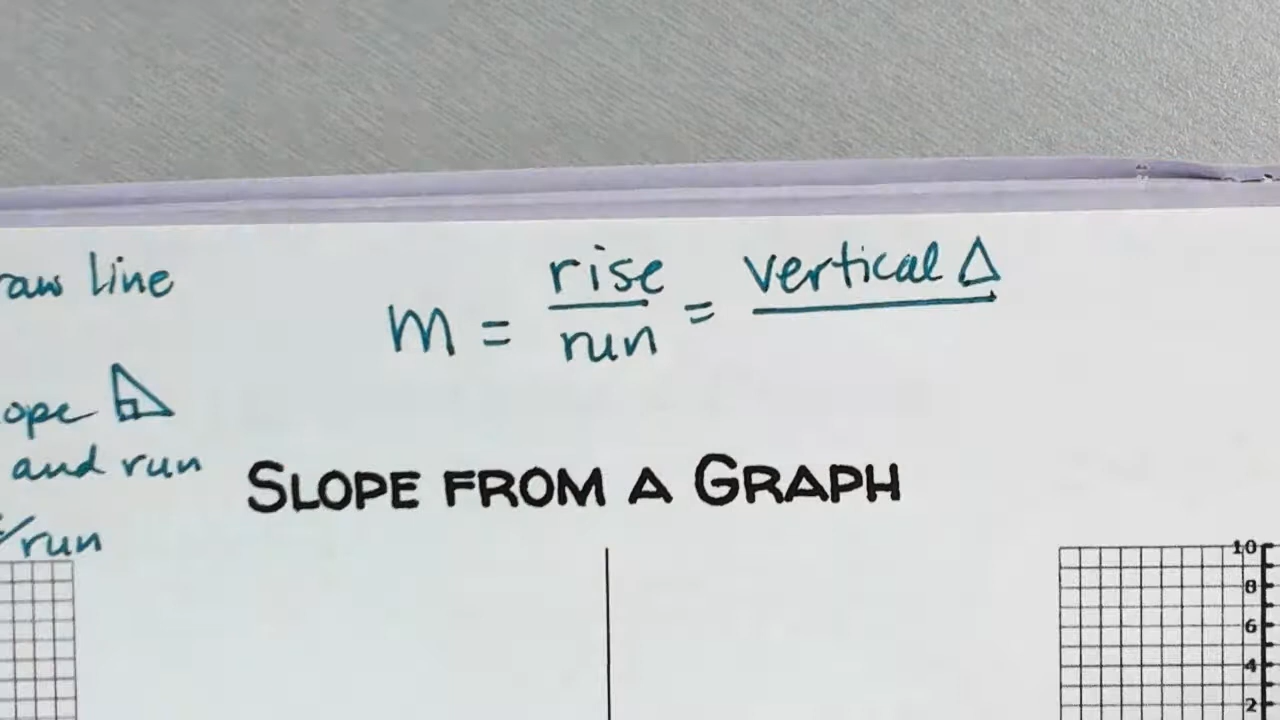 raw line
ope
and run
/run
m = rise/run = vertical Δ
SLOPE FROM A GRAPH
10
8
6
4
2